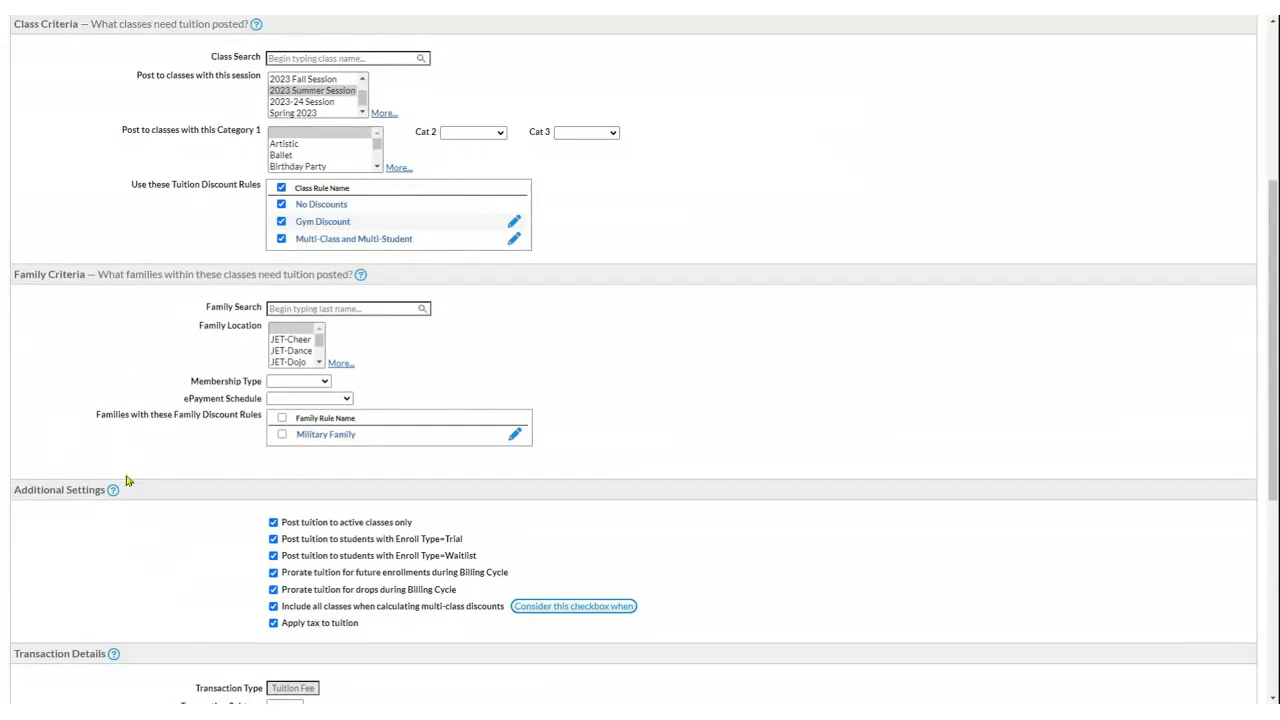 Class Criteria — What classes need tuition posted? ?
Class Search Begin typing class name...
Post to classes with this session
2023 Fall Session
2023 Summer Session
2023-24 Session
Spring 2023
More...
Post to classes with this Category 1 Cat 2 Cat 3
Artistic
Ballet
Birthday Party
More...
Use these Tuition Discount Rules
Class Rule Name
No Discounts
Gym Discount
Multi-Class and Multi-Student
Family Criteria — What families within these classes need tuition posted? ?
Family Search Begin typing last name...
Family Location
JET-Cheer
JET-Dance
JET-Dojo
More...
Membership Type
ePayment Schedule
Families with these Family Discount Rules
Family Rule Name
Military Family
Additional Settings ?
Post tuition to active classes only
Post tuition to students with Enroll Type=Trial
Post tuition to students with Enroll Type=Waitlist
Prorate tuition for future enrollments during Billing Cycle
Prorate tuition for drops during Billing Cycle
Include all classes when calculating multi-class discounts Consider this checkbox when
Apply tax to tuition
Transaction Details ?
Transaction Type Tuition Fee